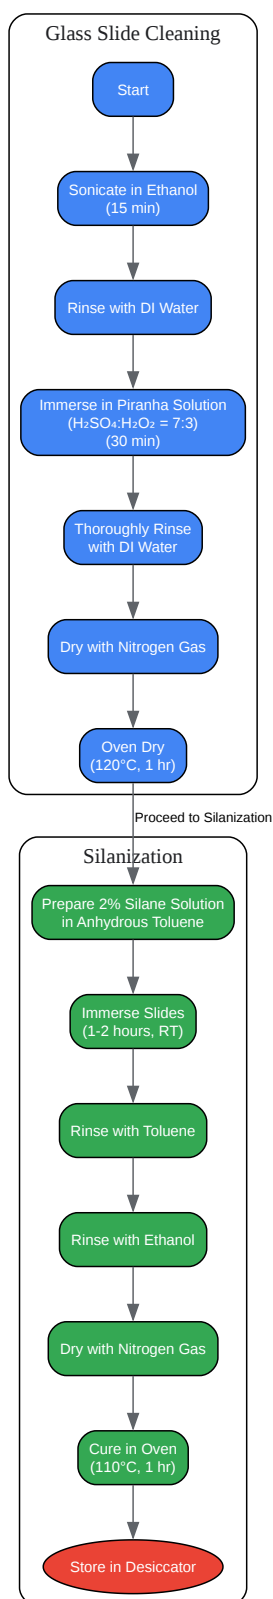 Glass Slide Cleaning
Start
Sonicate in Ethanol
(15 min)
Rinse with DI Water
Immerse in Piranha Solution
(H₂SO₄:H₂O₂ = 7:3)
(30 min)
Thoroughly Rinse
with DI Water
Dry with Nitrogen Gas
Oven Dry
(120°C, 1 hr)
Proceed to Silanization
Silanization
Prepare 2% Silane Solution
in Anhydrous Toluene
Immerse Slides
(1-2 hours, RT)
Rinse with Toluene
Rinse with Ethanol
Dry with Nitrogen Gas
Cure in Oven
(110°C, 1 hr)
Store in Desiccator